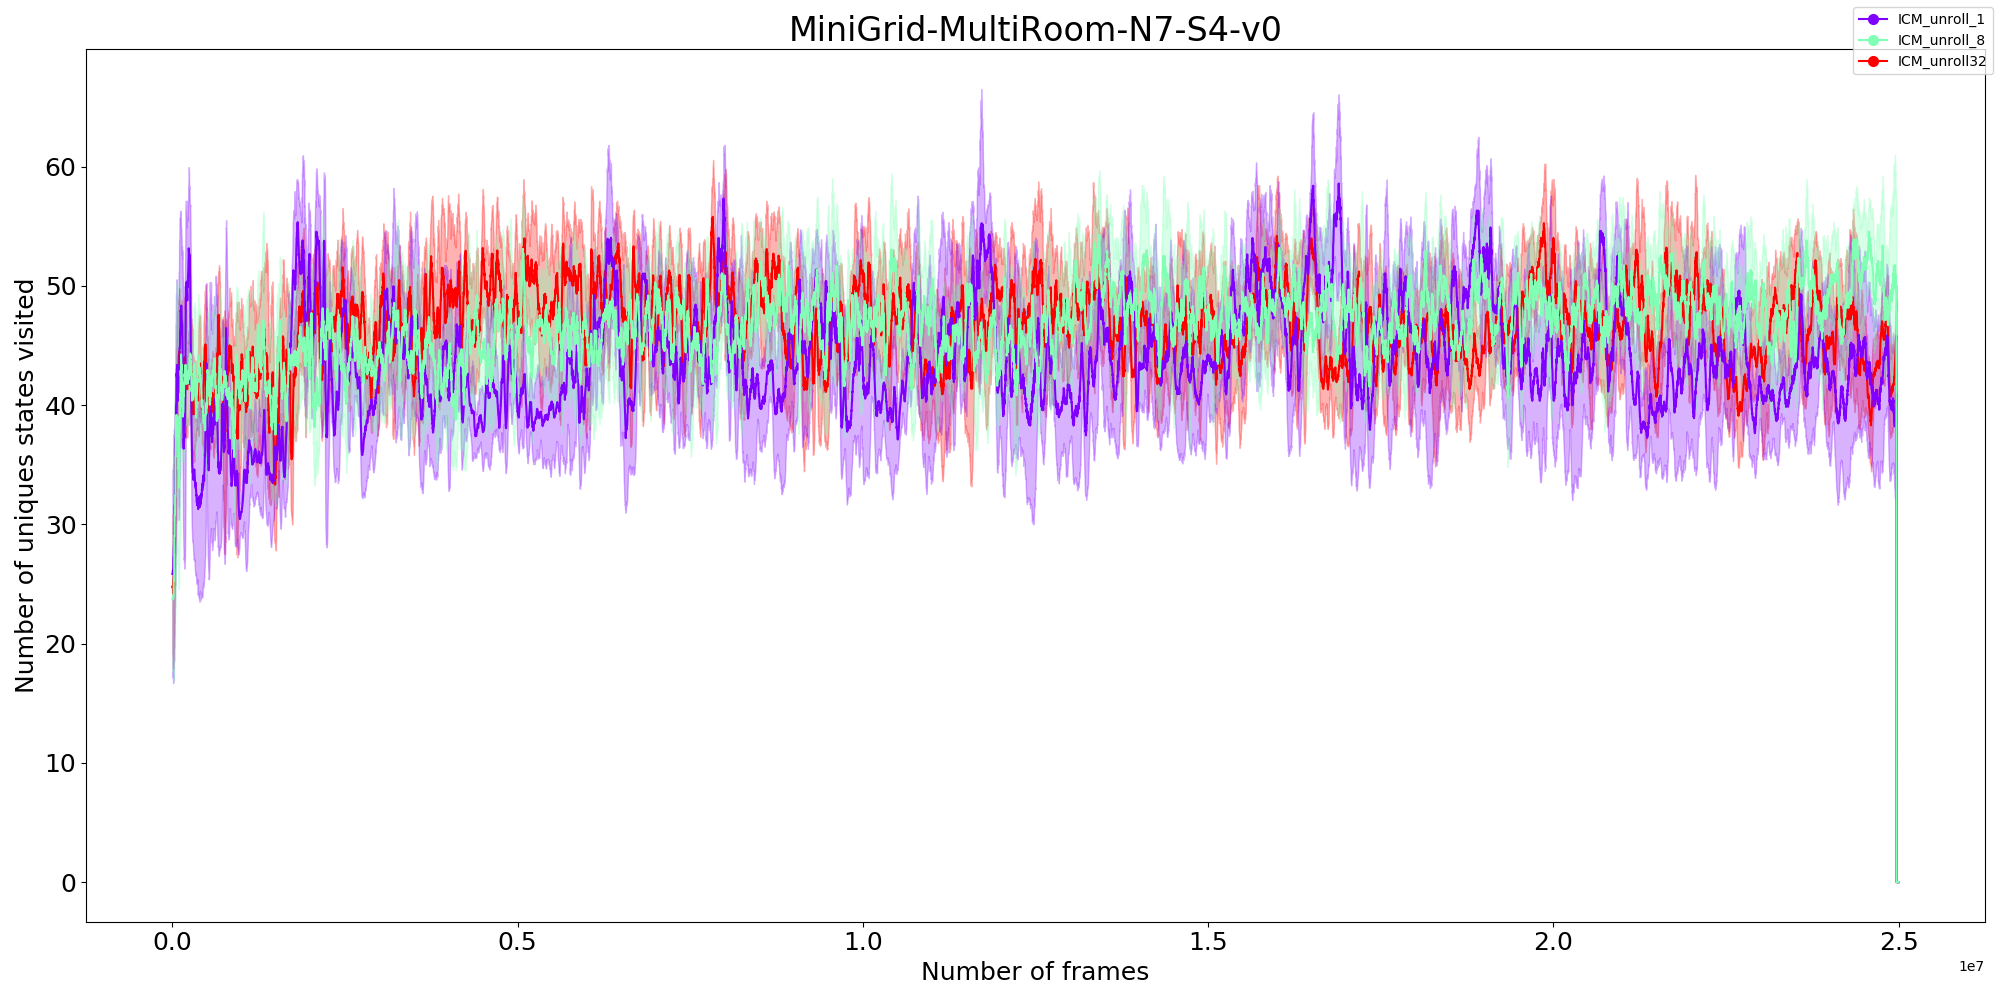 MiniGrid-MultiRoom-N7-S4-v0
ICM_unroll_1
ICM_unroll_8
ICM_unroll32
Number of uniques states visited
60
50
40
30
20
10
0
0.0 0.5 1.0 1.5 2.0 2.5
Number of frames
1e7